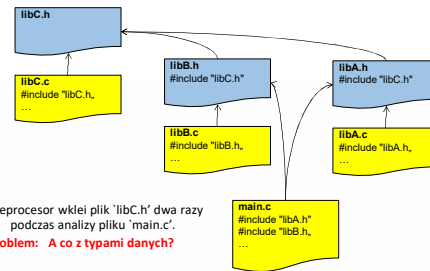 libC.h
libC.c
#include "libC.h„
…
libB.h
#include "libC.h"
libA.h
#include "libC.h"
libB.c
#include "libB.h„
…
libA.c
#include "libA.h„
…
main.c
#include "libA.h"
#include "libB.h„
…
eprocesor wklei plik `libC.h' dwa razy
podczas analizy pliku `main.c'.
oblem: A co z typami danych?